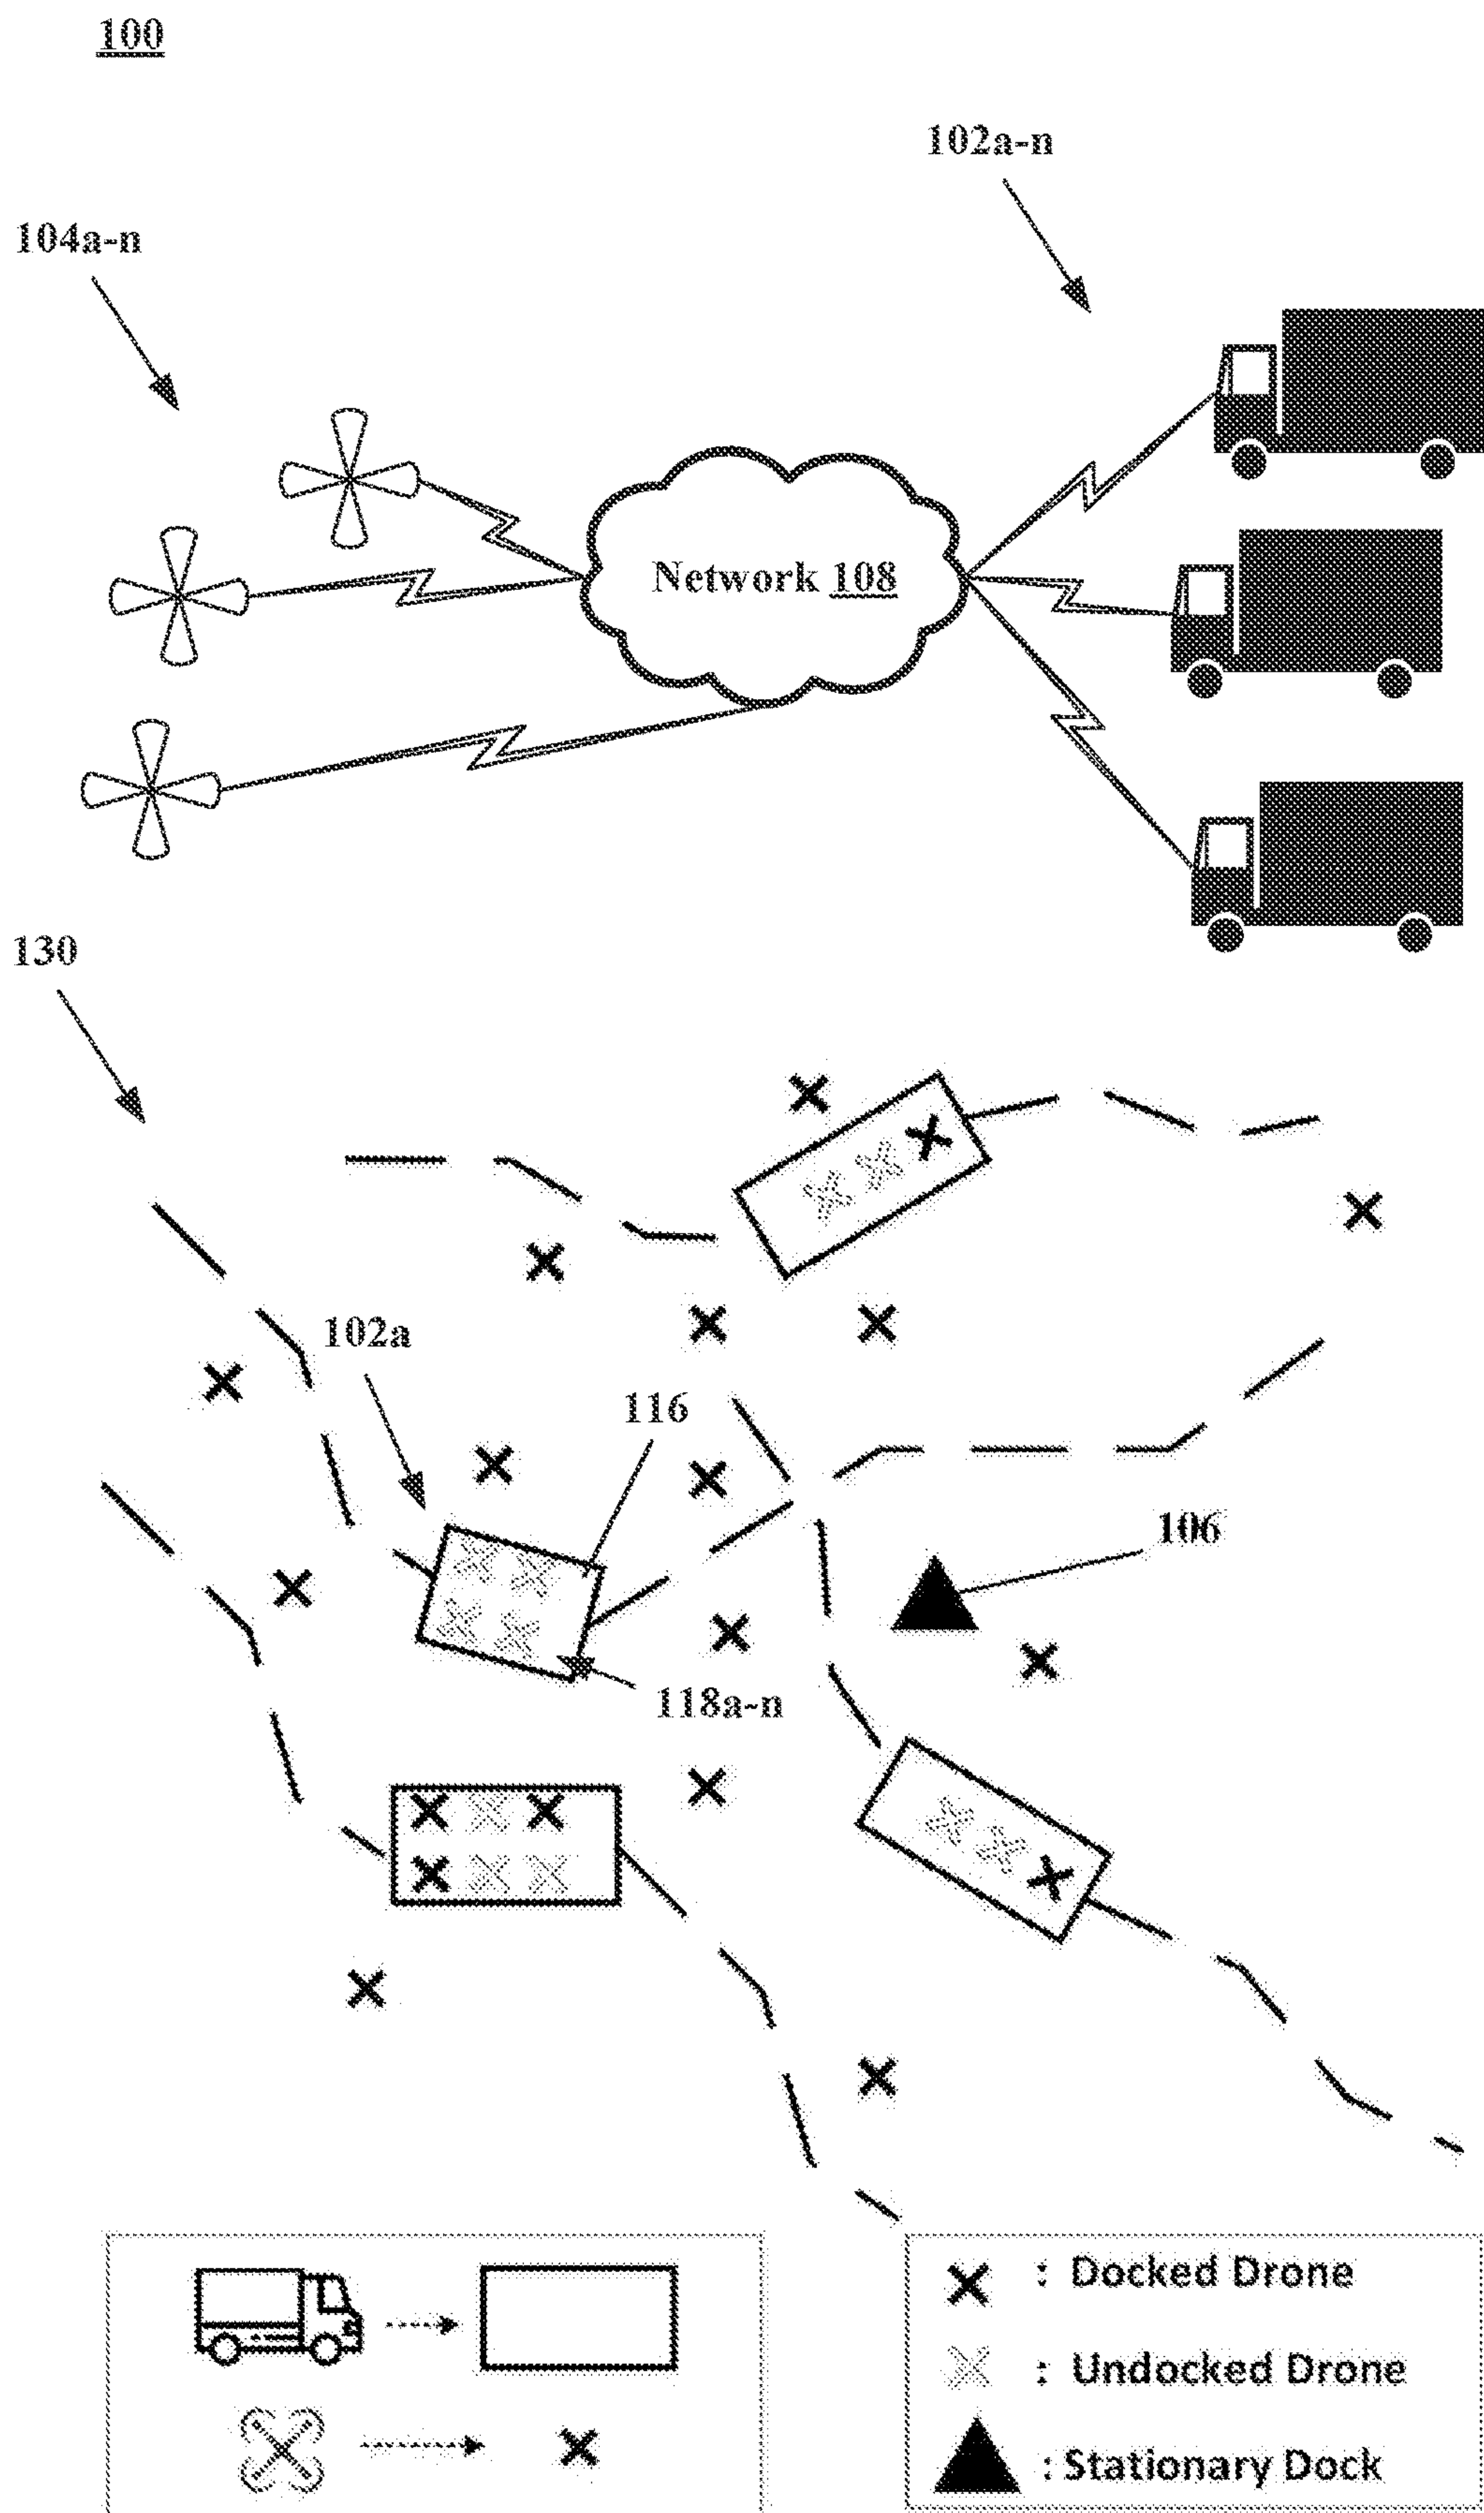 100
102a-n
104a-n
Network 108
130
102a
116
106
118a-n
: Docked Drone
: Undocked Drone
: Stationary Dock